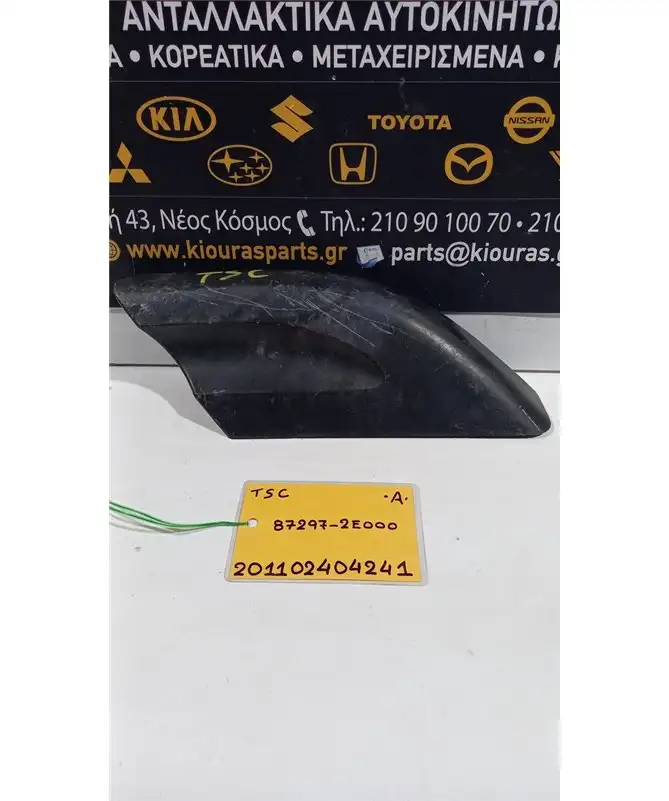 ΑΝΤΑΛΛΑΚΤΙΚΑ ΑΥΤΟΚΙΝΗΤΩ
Α • ΚΟΡΕΑΤΙΚΑ • ΜΕΤΑΧΕΙΡΙΣΜΕΝΑ •
KIA
TOYOTA
NISSAN
ή 43, Νέος Κόσμος Τηλ.: 210 90 100 70 • 210
www.kiourasparts.gr parts@kiouras.g
TSC
TSC .A.
87297-2E000
201102404241